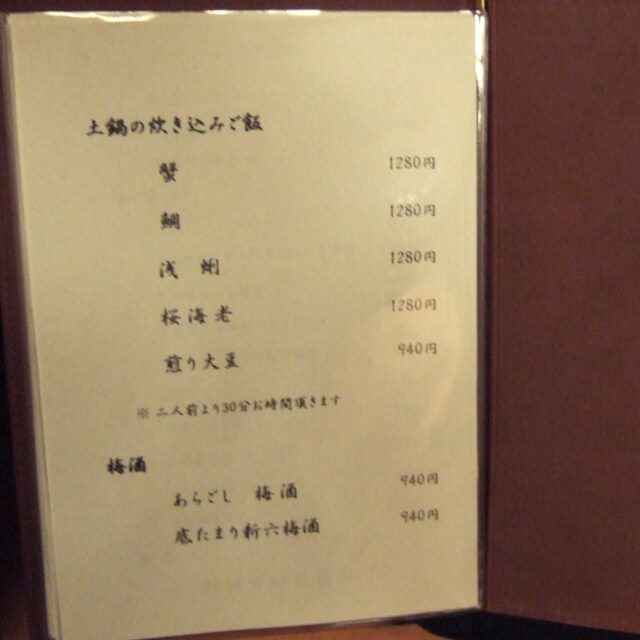 土鍋の炊き込みご飯
蟹 1280円
鯛 1280円
浅蜊 1280円
桜海老 1280円
煎り大豆 940円
※ 二人前より30分お時間頂きます
梅酒
あらごし 梅酒 940円
底たまり新六梅酒 940円